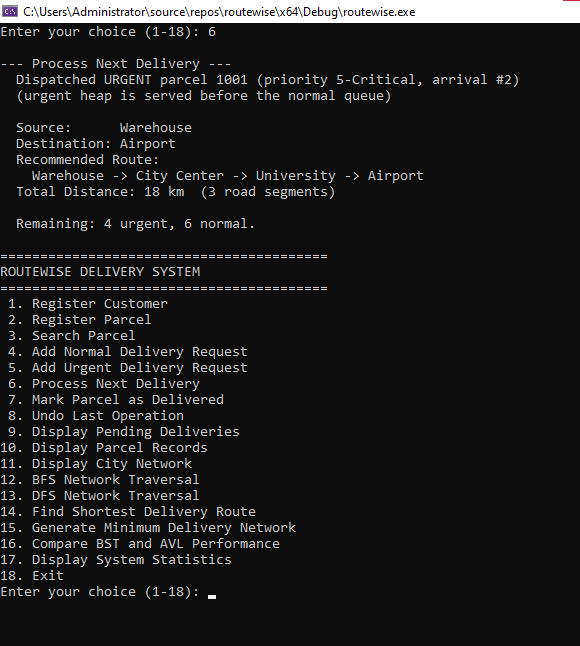 C:\Users\Administrator\source\repos\routewise\x64\Debug\routewise.exe
Enter your choice (1-18): 6
--- Process Next Delivery ---
Dispatched URGENT parcel 1001 (priority 5-Critical, arrival #2)
(urgent heap is served before the normal queue)
Source:      Warehouse
Destination: Airport
Recommended Route:
Warehouse -> City Center -> University -> Airport
Total Distance: 18 km  (3 road segments)
Remaining: 4 urgent, 6 normal.
=========================================
ROUTEWISE DELIVERY SYSTEM
=========================================
1. Register Customer
2. Register Parcel
3. Search Parcel
4. Add Normal Delivery Request
5. Add Urgent Delivery Request
6. Process Next Delivery
7. Mark Parcel as Delivered
8. Undo Last Operation
9. Display Pending Deliveries
10. Display Parcel Records
11. Display City Network
12. BFS Network Traversal
13. DFS Network Traversal
14. Find Shortest Delivery Route
15. Generate Minimum Delivery Network
16. Compare BST and AVL Performance
17. Display System Statistics
18. Exit
Enter your choice (1-18):